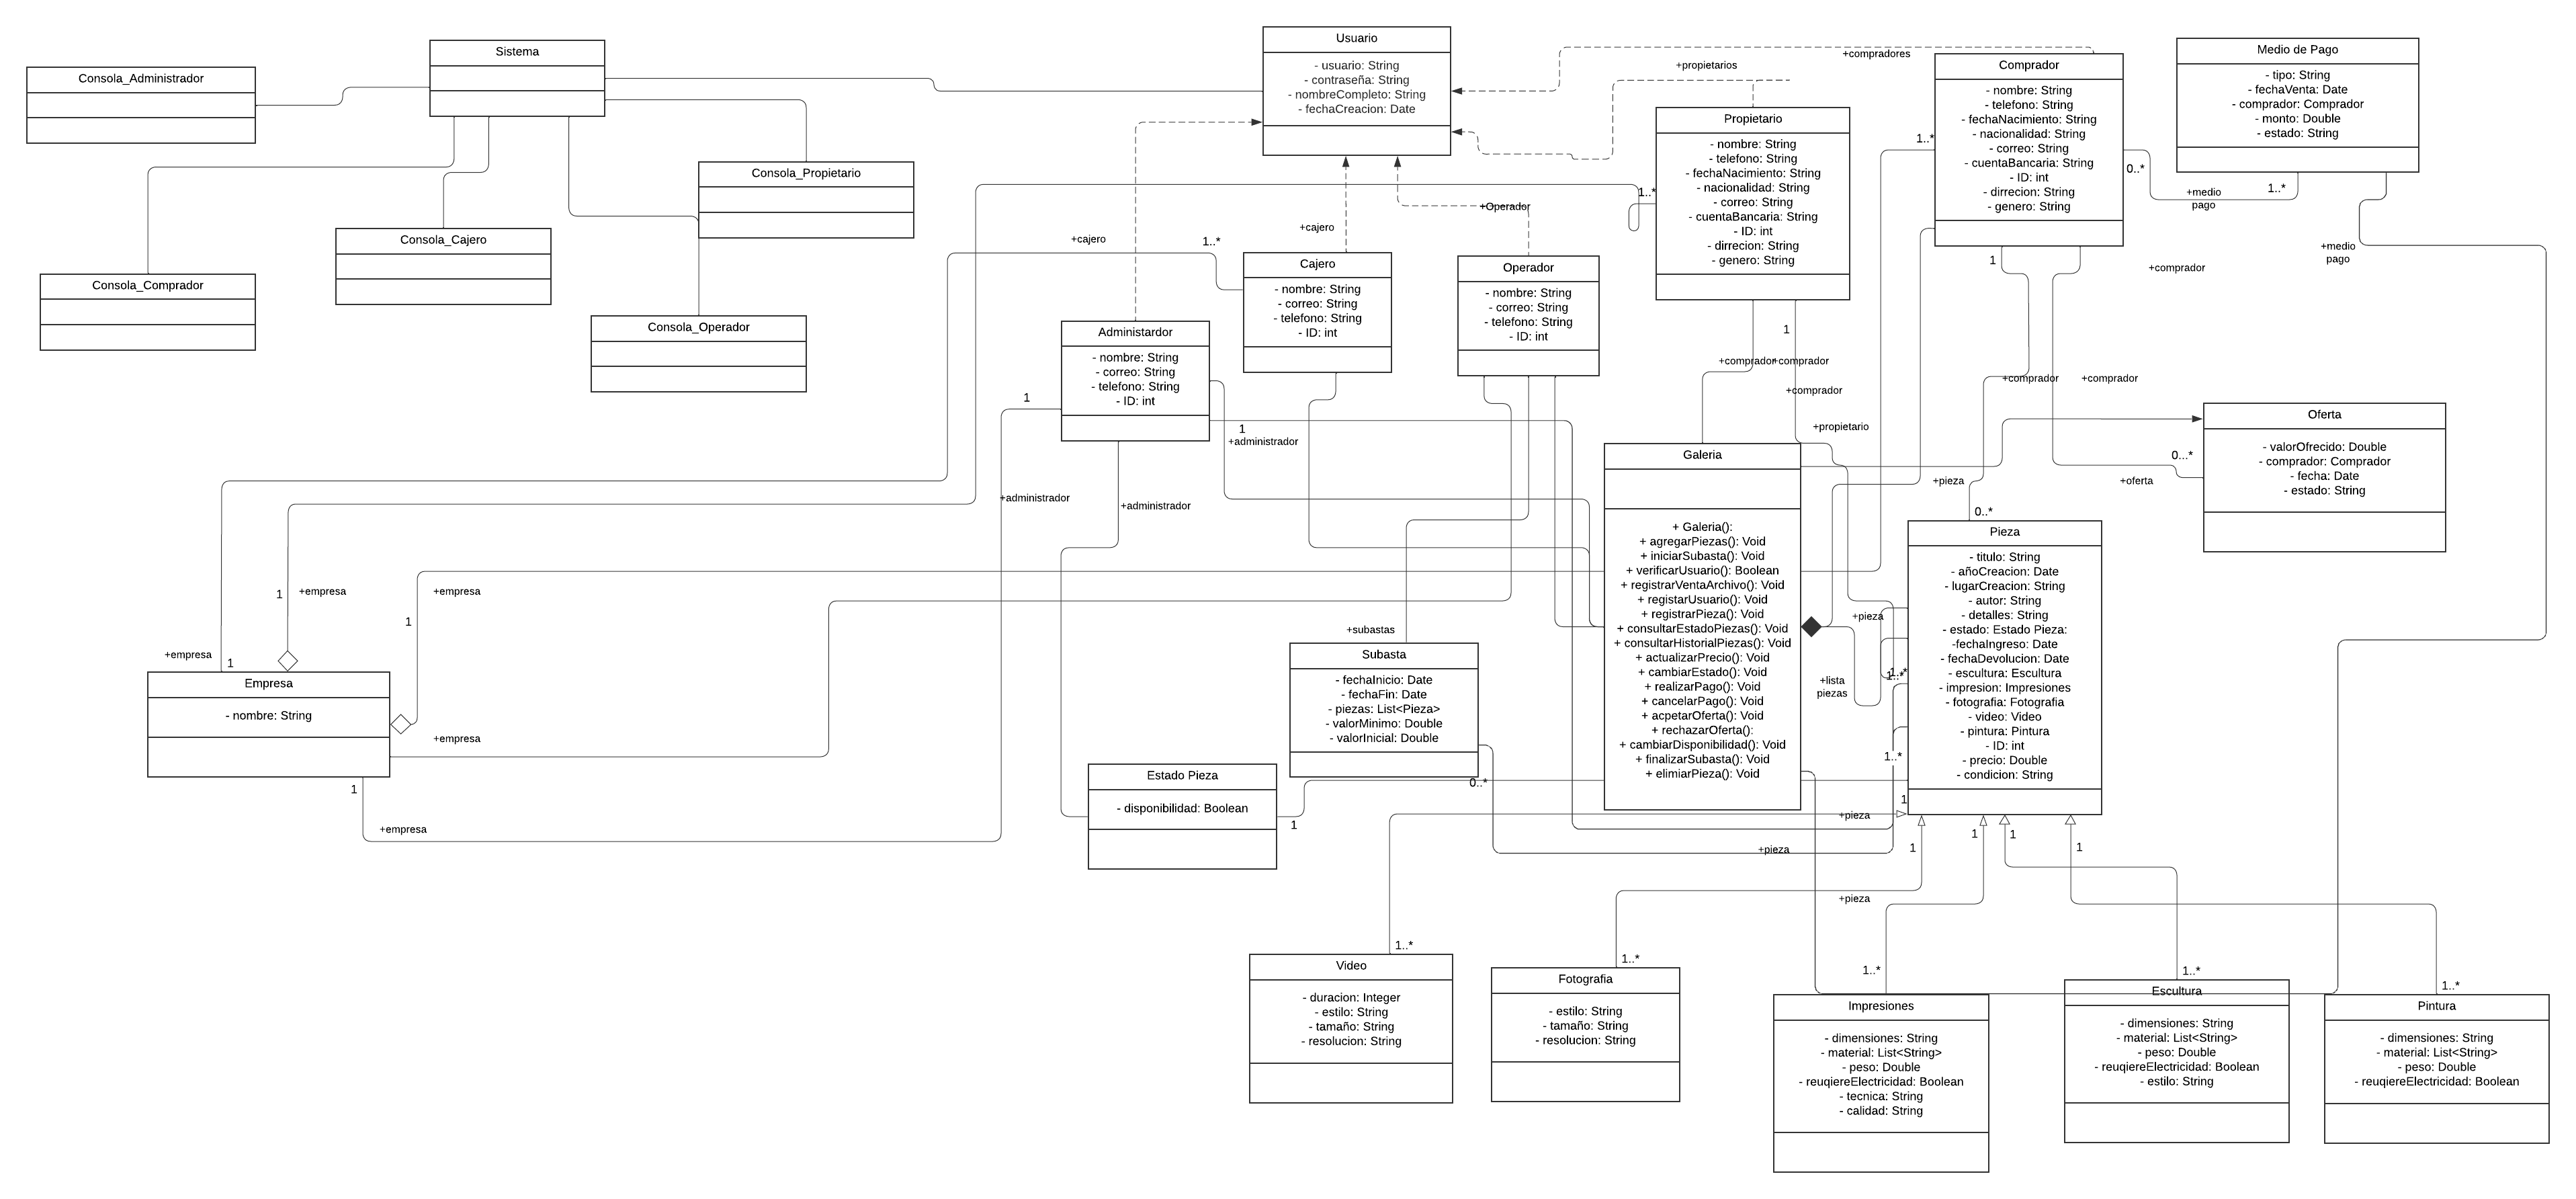 Sistema
Consola_Administrador
Consola_Propietario
Consola_Cajero
Consola_Comprador
Consola_Operador
Usuario
- usuario: String
- contraseña: String
- nombreCompleto: String
- fechaCreacion: Date
+propietarios
+compradores
Propietario
- nombre: String
- telefono: String
- fechaNacimiento: String
- nacionalidad: String
- correo: String
- cuentaBancaria: String
- ID: int
- dirrecion: String
- genero: String
1..*
Comprador
- nombre: String
- telefono: String
- fechaNacimiento: String
- nacionalidad: String
- correo: String
- cuentaBancaria: String
- ID: int
- dirrecion: String
- genero: String
1..*
0..*
Medio de Pago
- tipo: String
- fechaVenta: Date
- comprador: Comprador
- monto: Double
- estado: String
1..*
+medio
pago
+medio
pago
+cajero
1..*
+cajero
+Operador
Cajero
- nombre: String
- correo: String
- telefono: String
- ID: int
Operador
- nombre: String
- correo: String
- telefono: String
- ID: int
Administardor
- nombre: String
- correo: String
- telefono: String
- ID: int
1
1
+administrador
+administrador
+administrador
1
+comprador
+comprador
+comprador
+propietario
1
+comprador
+comprador
+comprador
Oferta
- valorOfrecido: Double
- comprador: Comprador
- fecha: Date
- estado: String
0...*
+oferta
+pieza
0..*
Galeria
+ Galeria():
+ agregarPiezas(): Void
+ iniciarSubasta(): Void
+ verificarUsuario(): Boolean
+ registrarVentaArchivo(): Void
+ registarUsuario(): Void
+ registrarPieza(): Void
+ consultarEstadoPiezas(): Void
+ consultarHistorialPiezas(): Void
+ actualizarPrecio(): Void
+ cambiarEstado(): Void
+ realizarPago(): Void
+ cancelarPago(): Void
+ acpetarOferta(): Void
+ rechazarOferta():
+ cambiarDisponibilidad(): Void
+ finalizarSubasta(): Void
+ elimiarPieza(): Void
+pieza
+lista
piezas
1..*
1..*
1..*
1
Pieza
- titulo: String
- añoCreacion: Date
- lugarCreacion: String
- autor: String
- detalles: String
- estado: Estado Pieza:
-fechaIngreso: Date
- fechaDevolucion: Date
- escultura: Escultura
- impresion: Impresiones
- fotografia: Fotografia
- video: Video
- pintura: Pintura
- ID: int
- precio: Double
- condicion: String
1
+empresa
+empresa
1
+empresa
1
Empresa
- nombre: String
+empresa
1
+empresa
+subastas
Subasta
- fechaInicio: Date
- fechaFin: Date
- piezas: List<Pieza>
- valorMinimo: Double
- valorInicial: Double
0..*
Estado Pieza
- disponibilidad: Boolean
1
+pieza
+pieza
+pieza
1
1
1
1
1..*
Video
- duracion: Integer
- estilo: String
- tamaño: String
- resolucion: String
1..*
Fotografia
- estilo: String
- tamaño: String
- resolucion: String
1..*
Impresiones
- dimensiones: String
- material: List<String>
- peso: Double
- reuqiereElectricidad: Boolean
- tecnica: String
- calidad: String
1..*
Escultura
- dimensiones: String
- material: List<String>
- peso: Double
- reuqiereElectricidad: Boolean
- estilo: String
1..*
Pintura
- dimensiones: String
- material: List<String>
- peso: Double
- reuqiereElectricidad: Boolean